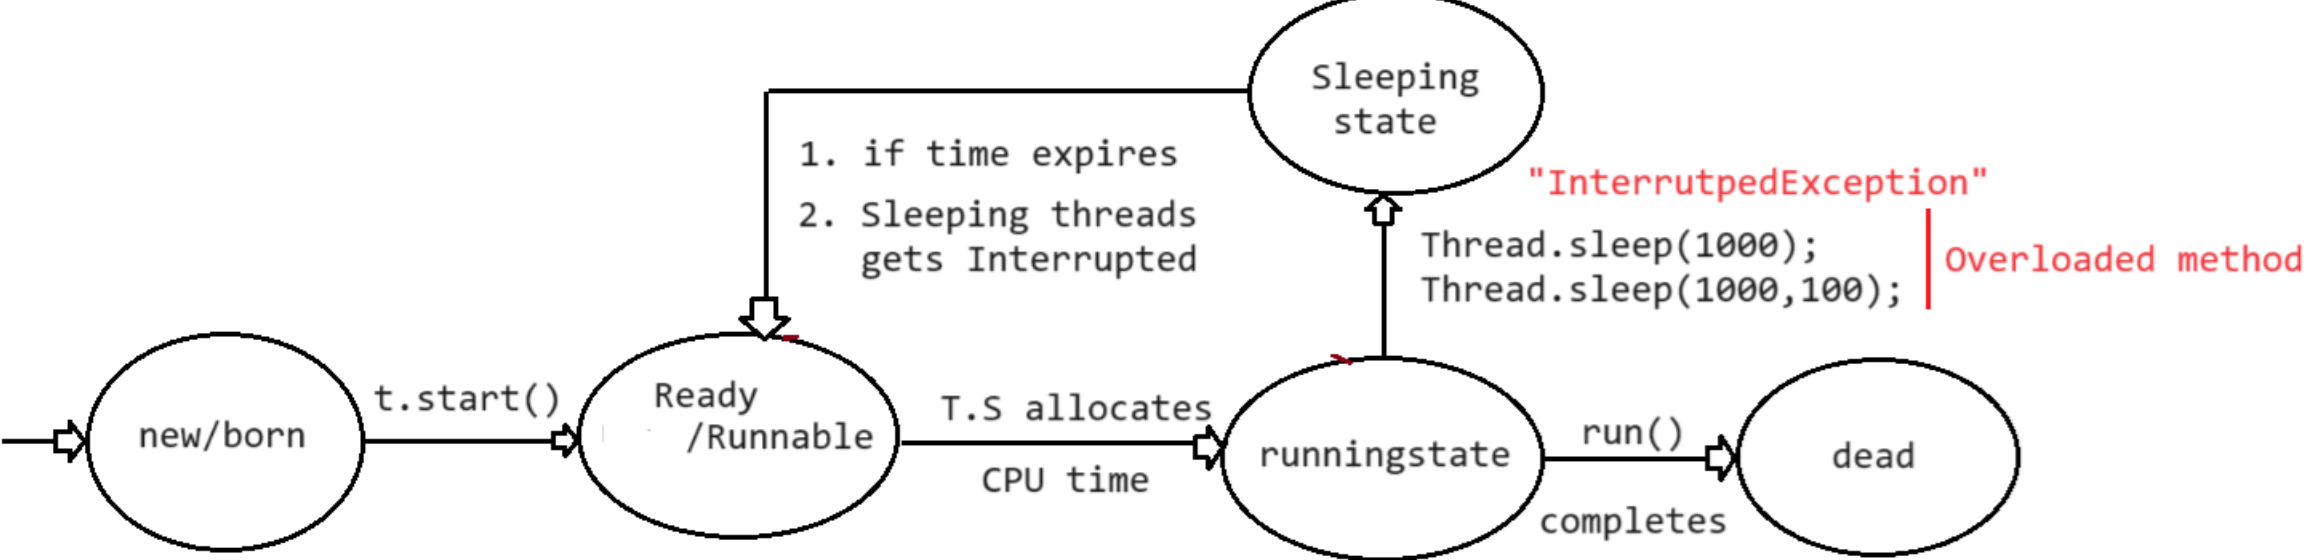 Sleeping
state
1. if time expires
2. Sleeping threads
gets Interrupted
"InterrutpedException"
Thread.sleep(1000);
Thread.sleep(1000,100);
Overloaded method
new/born
t.start()
Ready
/Runnable
T.S allocates
CPU time
runningstate
run()
completes
dead